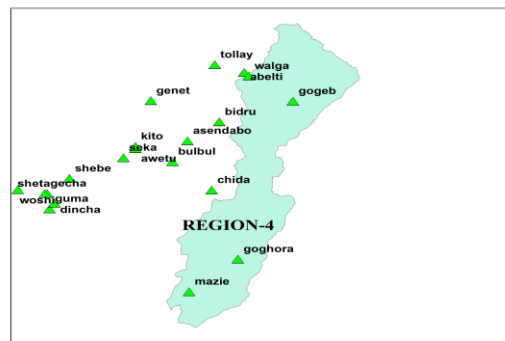 tollay
walga
abelti
genet
gogeb
bidru
asendabo
kito
seka
awetu
bulbul
shebe
chida
shetagecha
woshi
guma
dincha
REGION-4
goghora
mazie